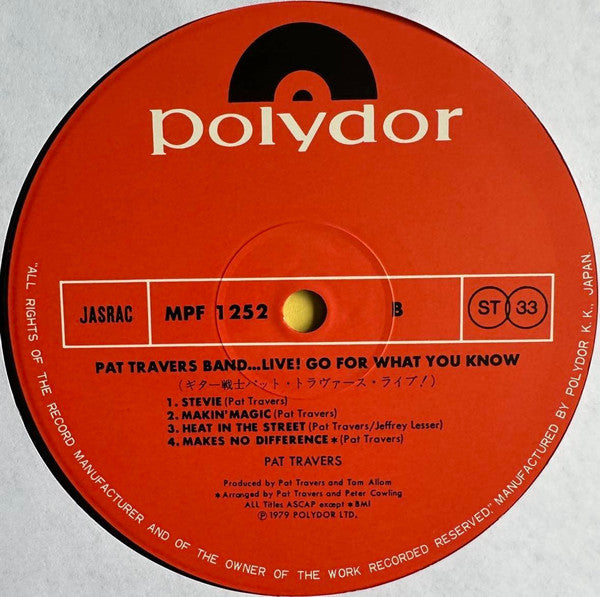 polydor
JASRAC
MPF 1252
B
ST 33
PAT TRAVERS BAND...LIVE! GO FOR WHAT YOU KNOW
(ギター戦士パット・トラヴァース・ライブ!)
1. STEVIE (Pat Travers)
2. MAKIN' MAGIC (Pat Travers)
3. HEAT IN THE STREET (Pat Travers/Jeffrey Lesser)
4. MAKES NO DIFFERENCE * (Pat Travers)
PAT TRAVERS
Produced by Pat Travers and Tom Allom
* Arranged by Pat Travers and Peter Cowling
ALL Titles ASCAP except * BMI
Ⓟ 1979 POLYDOR LTD.
"ALL RIGHTS OF THE RECORD MANUFACTURER AND OF THE OWNER OF THE WORK RECORDED RESERVED," MANUFACTURED BY POLYDOR K.K., JAPAN.